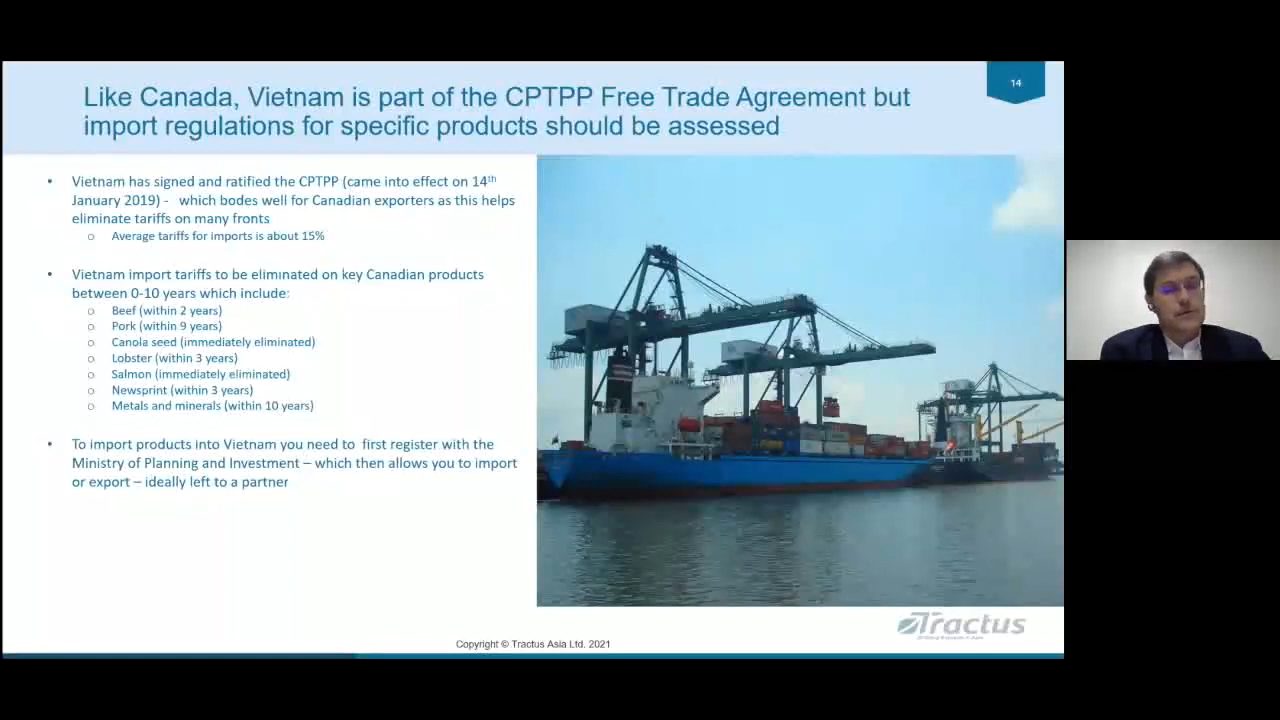 Like Canada, Vietnam is part of the CPTPP Free Trade Agreement but
import regulations for specific products should be assessed
14
• Vietnam has signed and ratified the CPTPP (came into effect on 14th
January 2019) - which bodes well for Canadian exporters as this helps
eliminate tariffs on many fronts
o Average tariffs for imports is about 15%
• Vietnam import tariffs to be eliminated on key Canadian products
between 0-10 years which include:
o Beef (within 2 years)
o Pork (within 9 years)
o Canola seed (immediately eliminated)
o Lobster (within 3 years)
o Salmon (immediately eliminated)
o Newsprint (within 3 years)
o Metals and minerals (within 10 years)
• To import products into Vietnam you need to first register with the
Ministry of Planning and Investment – which then allows you to import
or export – ideally left to a partner
Tractus
Copyright © Tractus Asia Ltd. 2021